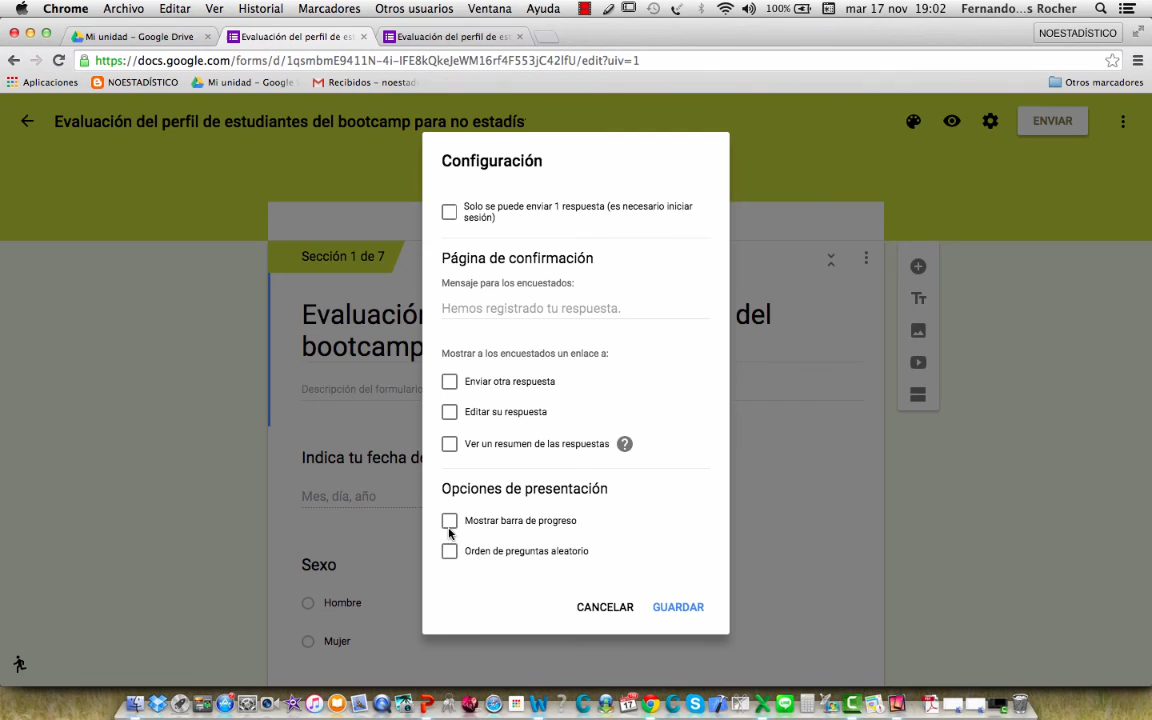 Chrome Archivo Editar Ver Historial Marcadores Otros usuarios Ventana Ayuda 100% mar 17 nov 19:02 Fernando...s Rocher
Mi unidad – Google Drive × Evaluación del perfil de es × Evaluación del perfil de es × NOESTADÍSTICO
https://docs.google.com/forms/d/1qsmbmE9411N-4i-IFE8kQkeJeWM16rf4F553jC42lfU/edit?uiv=1
Aplicaciones NOESTADÍSTICO Mi unidad – Google Recibidos – noestad Otros marcadores
Evaluación del perfil de estudiantes del bootcamp para no estadís ENVIAR
Configuración
Solo se puede enviar 1 respuesta (es necesario iniciar
sesión)
Sección 1 de 7
Página de confirmación
Mensaje para los encuestados:
Hemos registrado tu respuesta.
Evaluación del
bootcamp
Mostrar a los encuestados un enlace a:
Descripción del formulario
Enviar otra respuesta
Editar su respuesta
Ver un resumen de las respuestas ?
Indica tu fecha de
Mes, día, año
Opciones de presentación
Mostrar barra de progreso
Orden de preguntas aleatorio
Sexo
Hombre
Mujer
CANCELAR GUARDAR
Tт